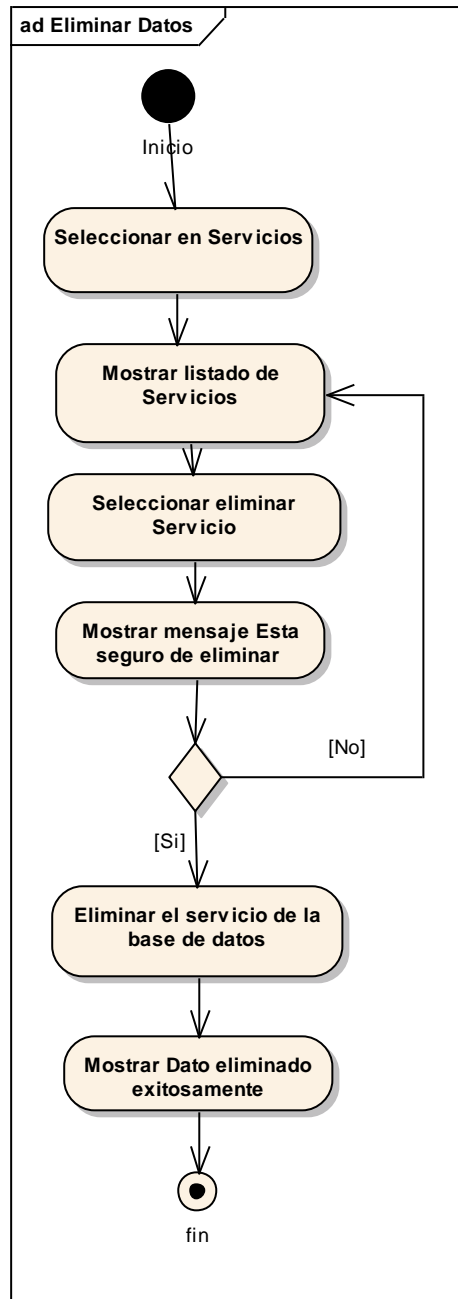 ad Eliminar Datos
Inicio
Seleccionar en Servicios
Mostrar listado de
Servicios
Seleccionar eliminar
Servicio
Mostrar mensaje Esta
seguro de eliminar
[No]
[Si]
Eliminar el servicio de la
base de datos
Mostrar Dato eliminado
exitosamente
fin